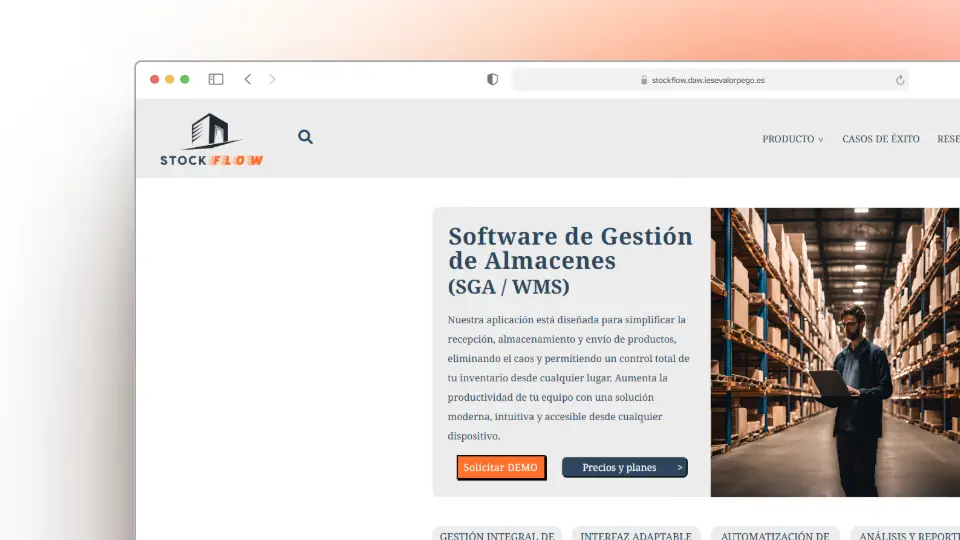 stockflow.daw.iesevalorpego.es
STOCK FLOW
PRODUCTO
CASOS DE ÉXITO
RESE
Software de Gestión
de Almacenes
(SGA / WMS)
Nuestra aplicación está diseñada para simplificar la
recepción, almacenamiento y envío de productos,
eliminando el caos y permitiendo un control total de
tu inventario desde cualquier lugar. Aumenta la
productividad de tu equipo con una solución
moderna, intuitiva y accesible desde cualquier
dispositivo.
Solicitar DEMO
Precios y planes >
GESTIÓN INTEGRAL DE
INTERFAZ ADAPTABLE
AUTOMATIZACIÓN DE
ANÁLISIS Y REPORT